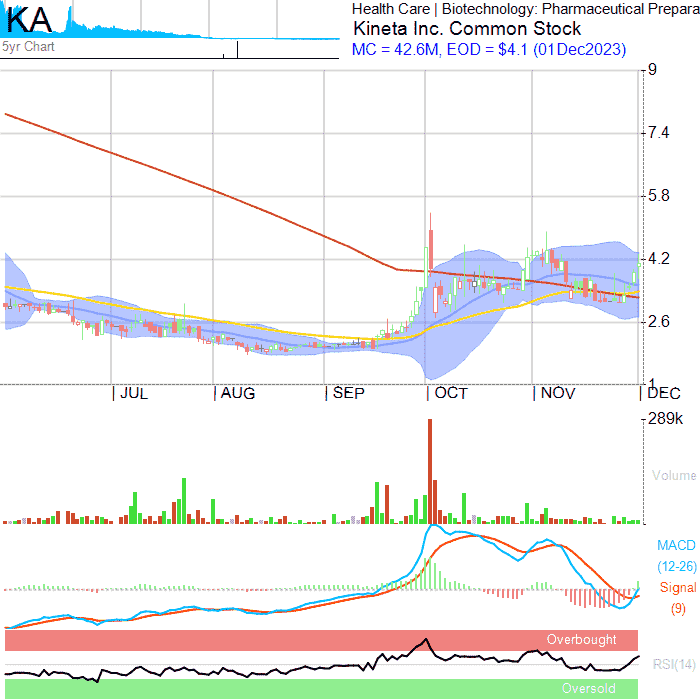 KA
5yr Chart
Health Care | Biotechnology: Pharmaceutical Prepara
Kineta Inc. Common Stock
MC = 42.6M, EOD = $4.1 (01Dec2023)
9
7.4
5.8
4.2
2.6
1
| JUL | AUG | SEP | OCT | NOV | DEC
289k
Volume
MACD
(12-26)
Signal
(9)
Overbought
RSI(14)
Oversold